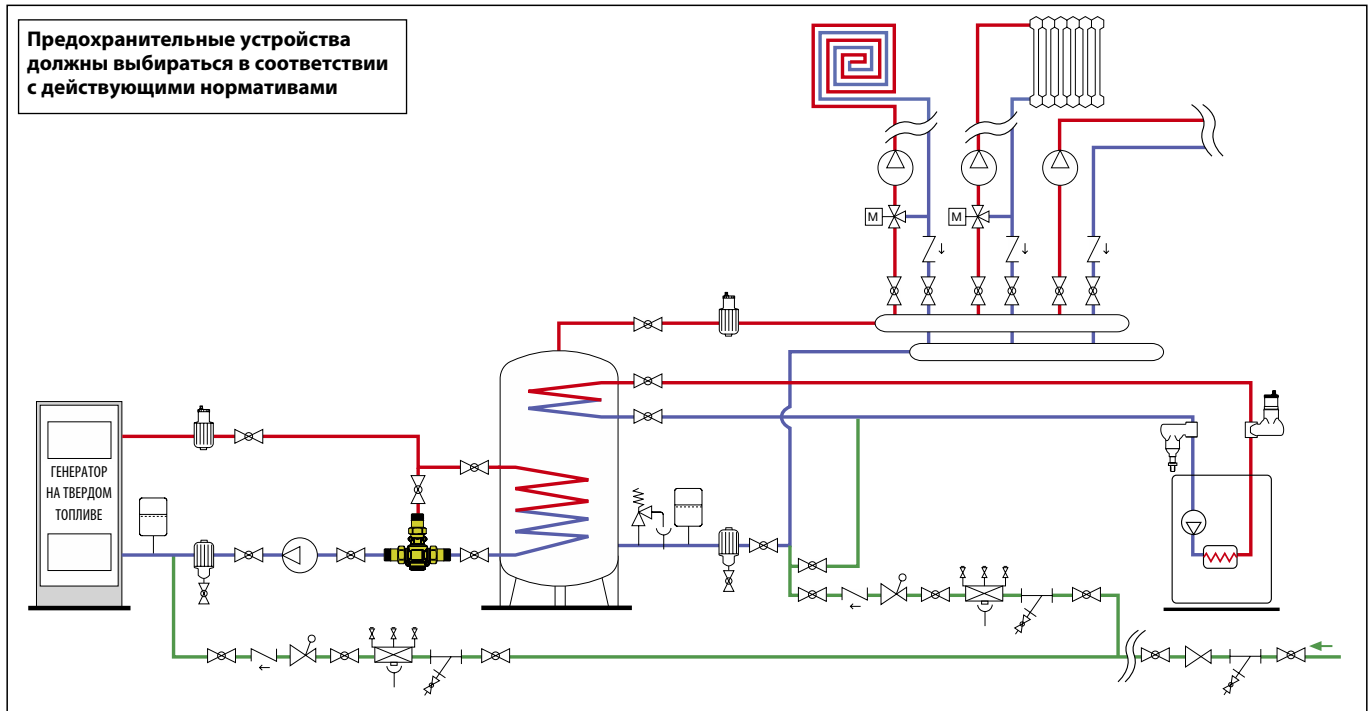 Предохранительные устройства
должны выбираться в соответствии
с действующими нормативами
M
M
ГЕНЕРАТОР
НА ТВЕРДОМ
ТОПЛИВЕ